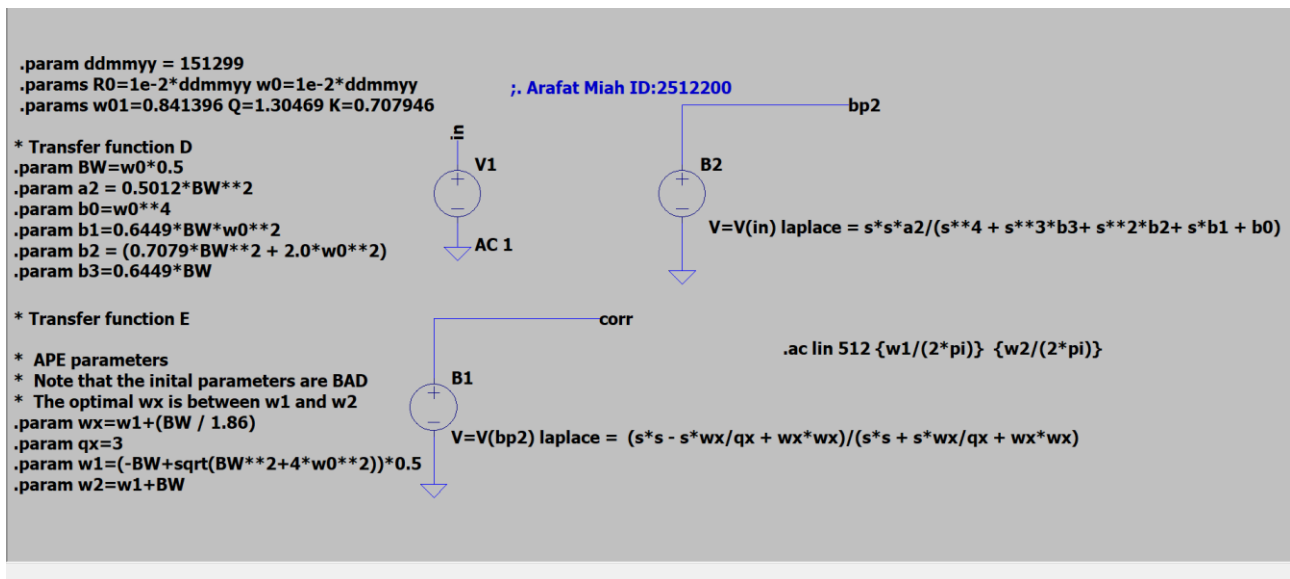 .param ddmmyy = 151299
.params R0=1e-2*ddmmyy w0=1e-2*ddmmyy
.params w01=0.841396 Q=1.30469 K=0.707946
;. Arafat Miah ID:2512200
* Transfer function D
.param BW=w0*0.5
.param a2 = 0.5012*BW**2
.param b0=w0**4
.param b1=0.6449*BW*w0**2
.param b2 = (0.7079*BW**2 + 2.0*w0**2)
.param b3=0.6449*BW
in
V1
AC 1
bp2
B2
V=V(in) laplace = s*s*a2/(s**4 + s**3*b3+ s**2*b2+ s*b1 + b0)
* Transfer function E
* APE parameters
* Note that the inital parameters are BAD
* The optimal wx is between w1 and w2
.param wx=w1+(BW / 1.86)
.param qx=3
.param w1=(-BW+sqrt(BW**2+4*w0**2))*0.5
.param w2=w1+BW
corr
B1
V=V(bp2) laplace = (s*s - s*wx/qx + wx*wx)/(s*s + s*wx/qx + wx*wx)
.ac lin 512 {w1/(2*pi)} {w2/(2*pi)}